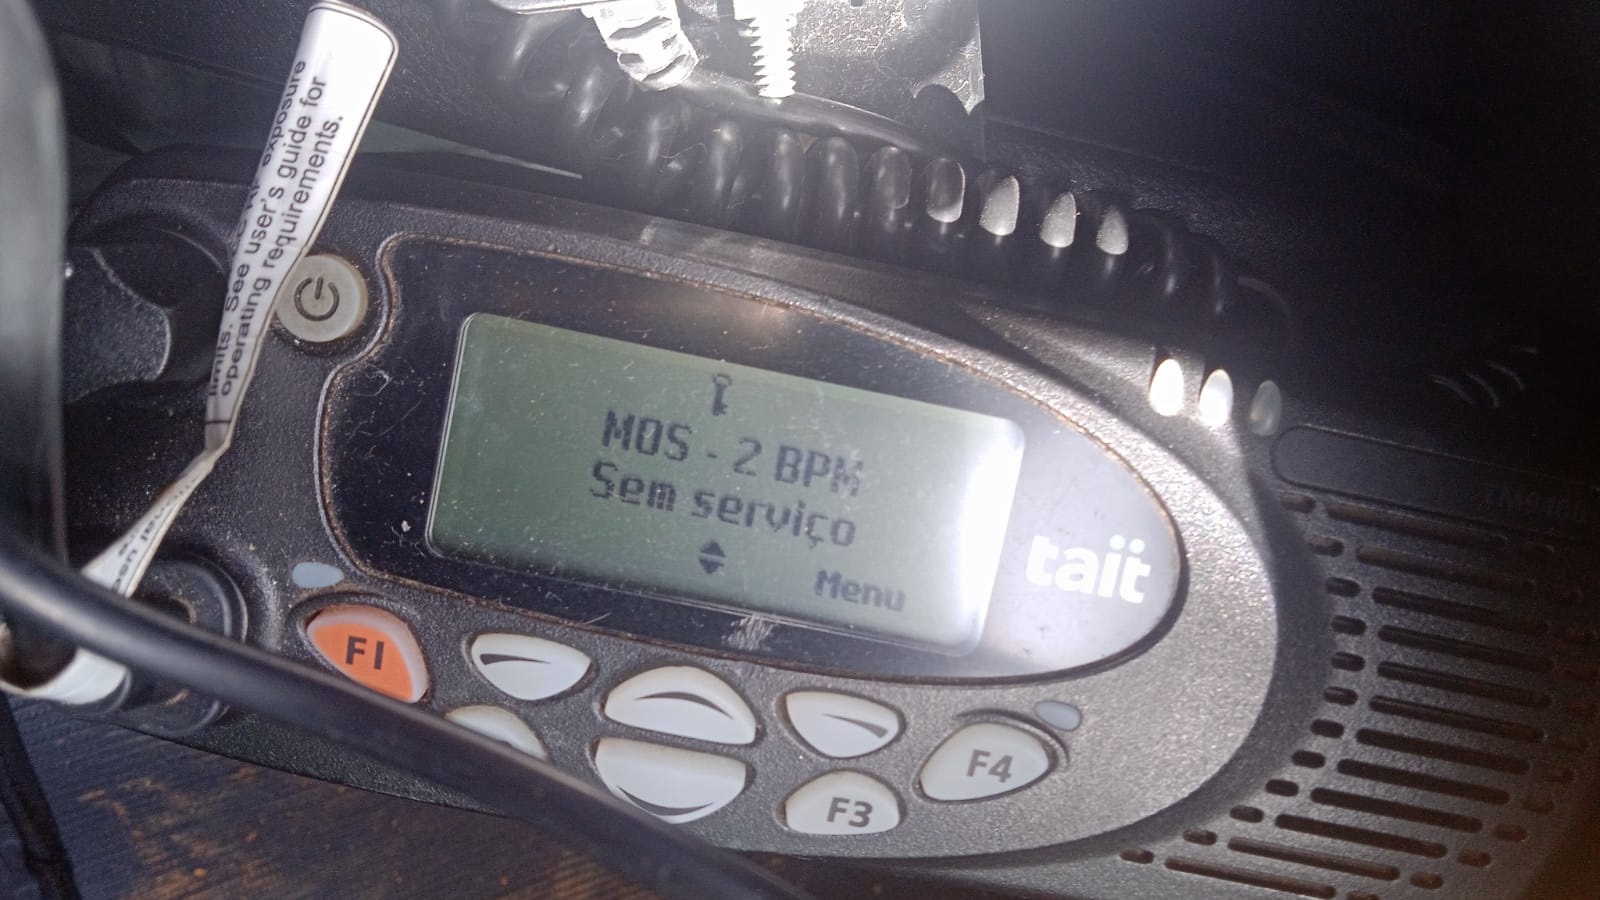 limits. See
exposure
user's guide for
operating requirements.
MOS - 2 BPM
Sem serviço
Menu
tait
F1
F4
F3